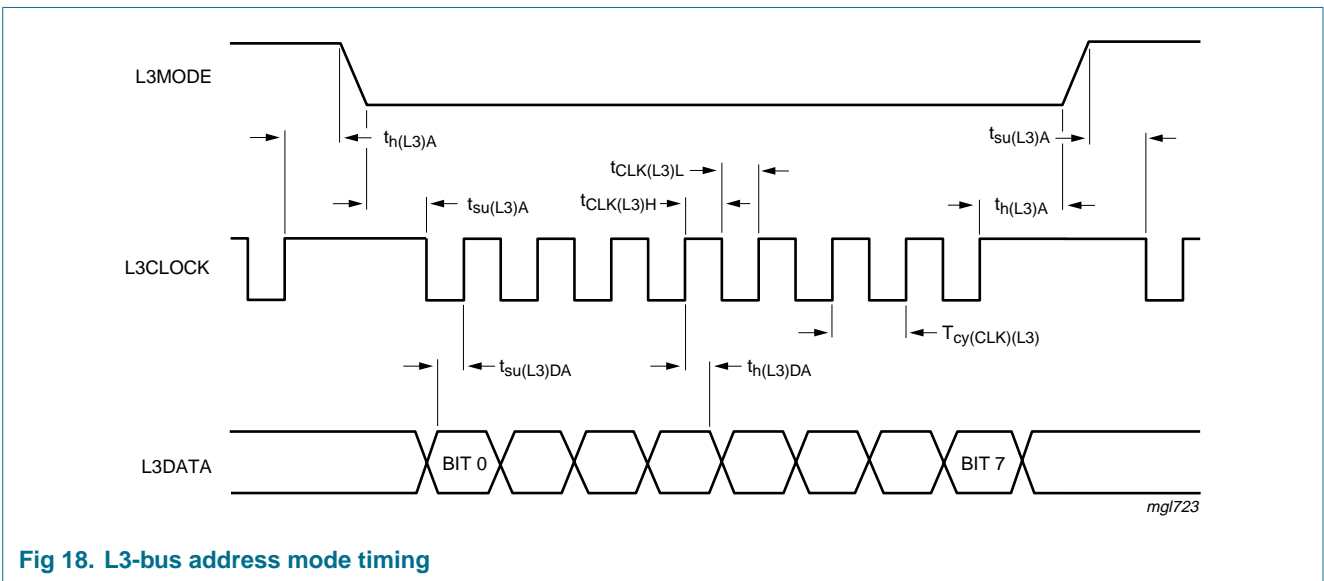 L3MODE
th(L3)A
tsu(L3)A
tCLK(L3)L
tCLK(L3)H
tsu(L3)A
th(L3)A
L3CLOCK
Tcy(CLK)(L3)
tsu(L3)DA
th(L3)DA
L3DATA
BIT 0
BIT 7
mgl723
Fig 18. L3-bus address mode timing